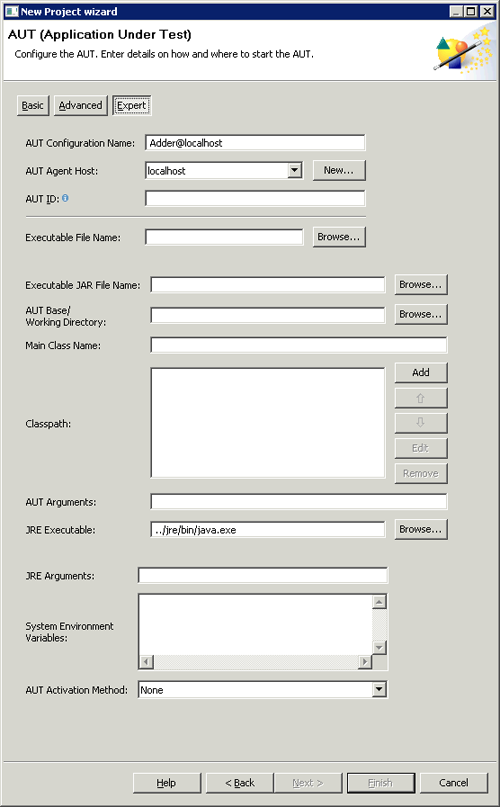 New Project wizard
AUT (Application Under Test)
Configure the AUT. Enter details on how and where to start the AUT.
Basic Advanced Expert
AUT Configuration Name: Adder@localhost
AUT Agent Host: localhost New...
AUT ID:
Executable File Name: Browse...
Executable JAR File Name: Browse...
AUT Base/
Working Directory: Browse...
Main Class Name:
Add
Classpath:
Edit
Remove
AUT Arguments:
JRE Executable: ../jre/bin/java.exe Browse...
JRE Arguments:
System Environment
Variables:
AUT Activation Method: None
Help < Back Next > Finish Cancel